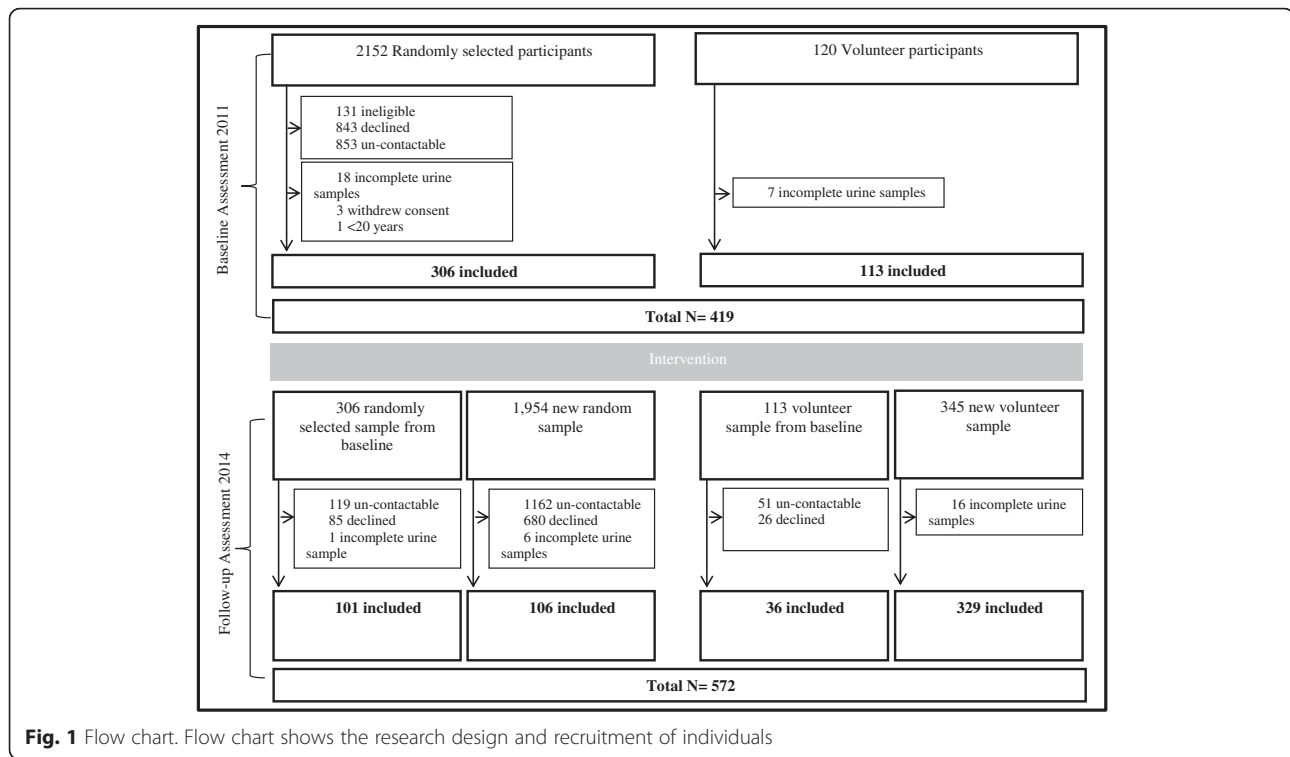 Baseline Assessment 2011
2152 Randomly selected participants
120 Volunteer participants
131 ineligible
843 declined
853 un-contactable
18 incomplete urine
samples
3 withdrew consent
1 <20 years
7 incomplete urine samples
306 included
113 included
Total N= 419
Intervention
Follow-up Assessment 2014
306 randomly
selected sample from
baseline
1,954 new random
sample
113 volunteer
sample from baseline
345 new volunteer
sample
119 un-contactable
85 declined
1 incomplete urine
sample
1162 un-contactable
680 declined
6 incomplete urine
samples
51 un-contactable
26 declined
16 incomplete urine
samples
101 included
106 included
36 included
329 included
Total N= 572
Fig. 1 Flow chart. Flow chart shows the research design and recruitment of individuals